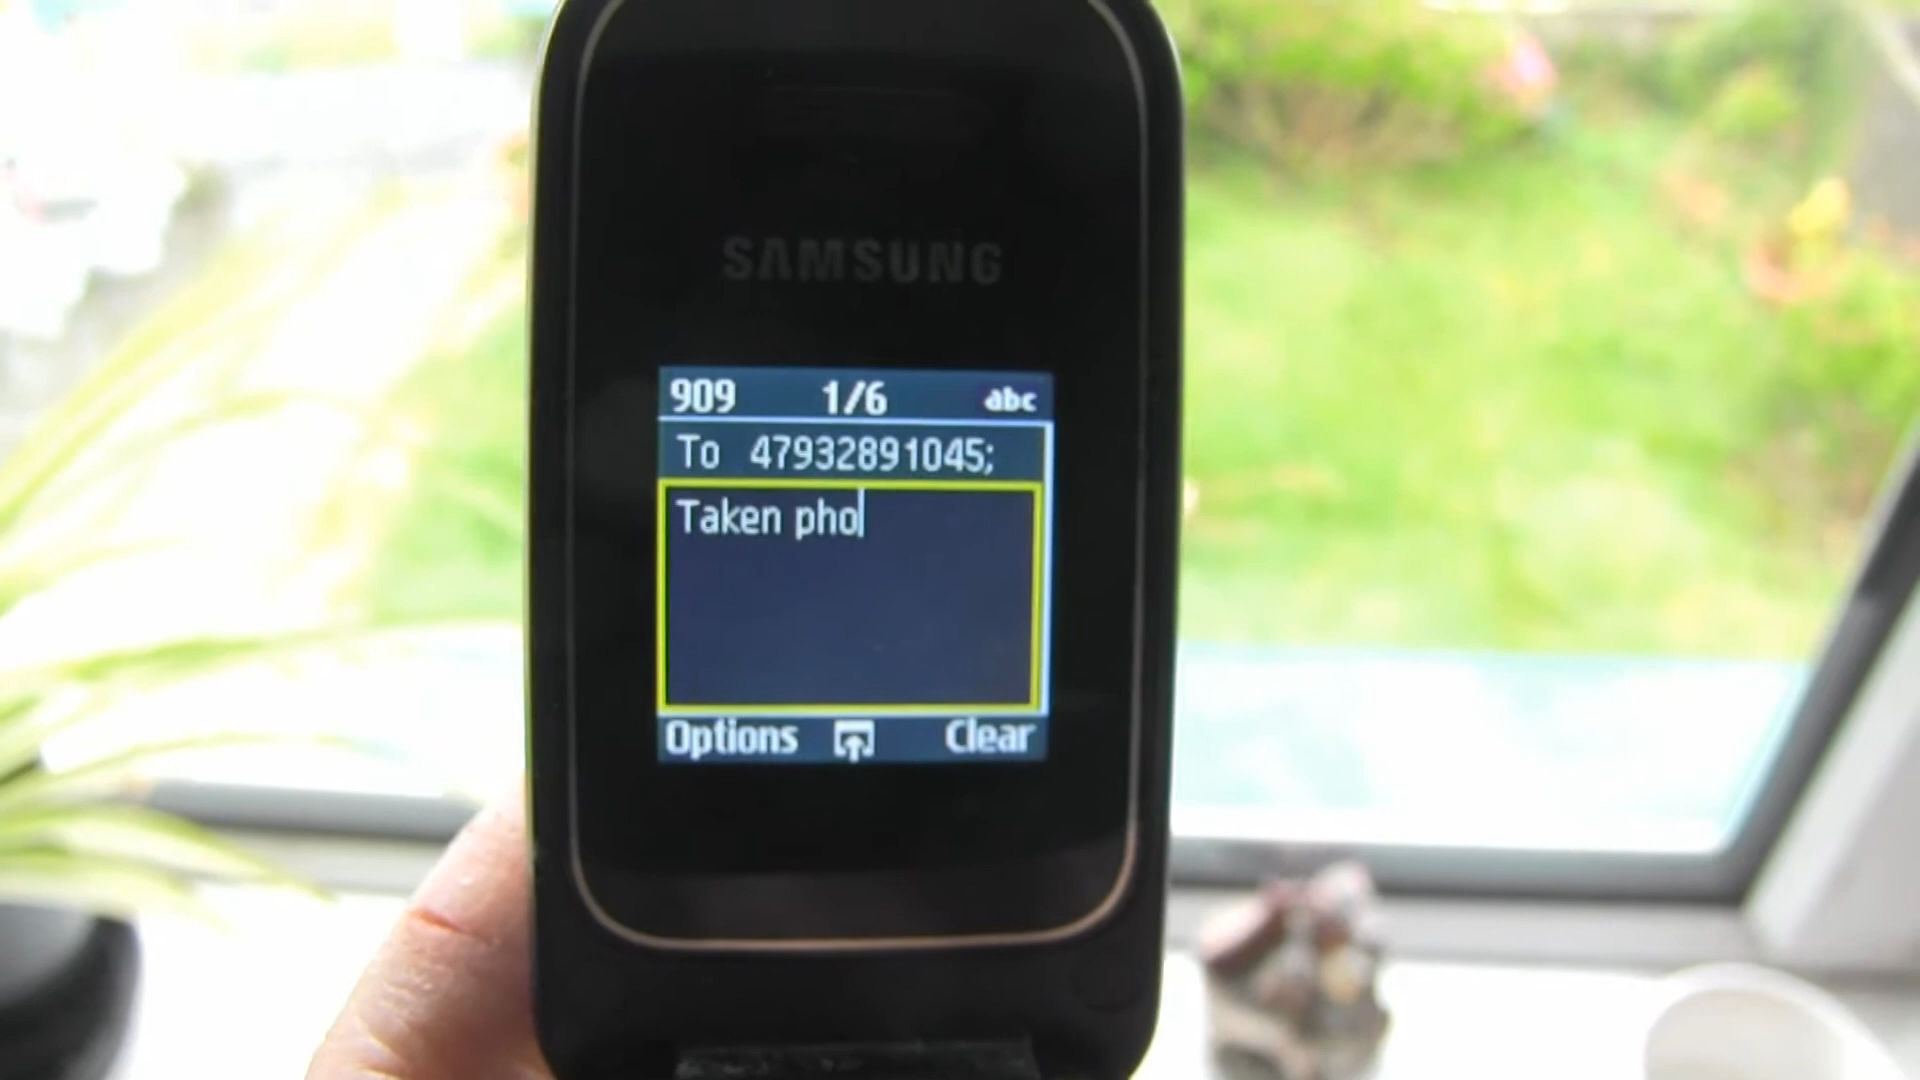 SAMSUNG
909 1/6 abc
To 47932891045;
Taken pho
Options Clear